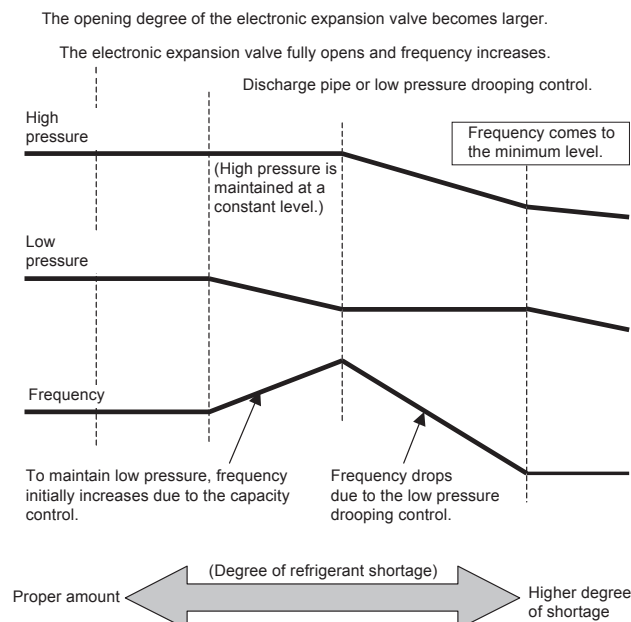 The opening degree of the electronic expansion valve becomes larger.
The electronic expansion valve fully opens and frequency increases.
Discharge pipe or low pressure drooping control.
High
pressure
Frequency comes to
the minimum level.
(High pressure is
maintained at a
constant level.)
Low
pressure
Frequency
To maintain low pressure, frequency
initially increases due to the capacity
control.
Frequency drops
due to the low pressure
drooping control.
(Degree of refrigerant shortage)
Proper amount
Higher degree
of shortage